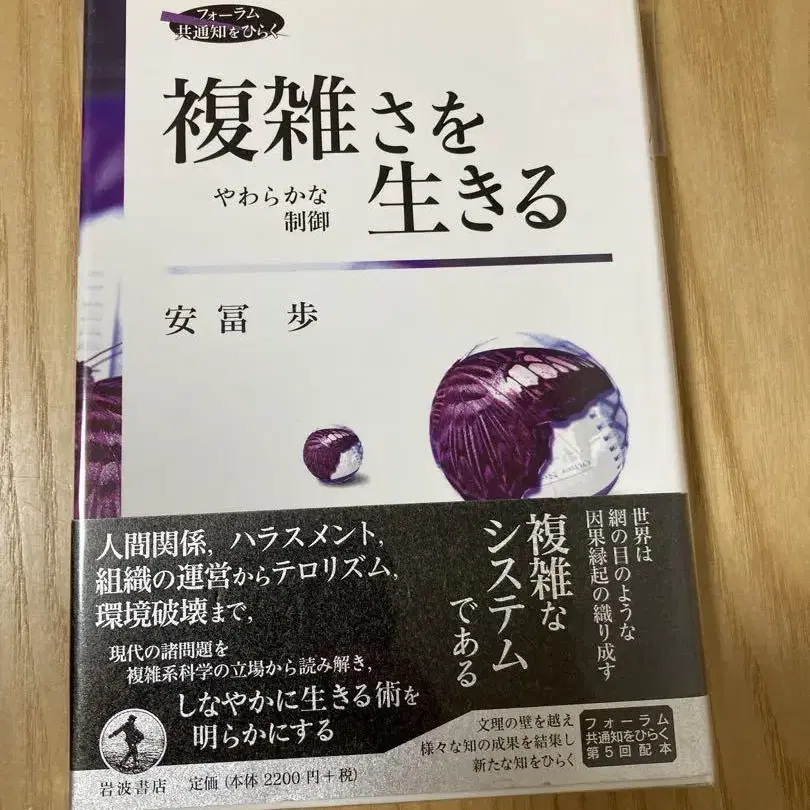 フォーラム
共通知をひらく
複雑さを
生きる
やわらかな
制御
安冨 歩
世界は
網の目のような
因果縁起の織り成す
複雑な
システム
である
人間関係，ハラスメント，
組織の運営からテロリズム，
環境破壊まで，
現代の諸問題を
複雑系科学の立場から読み解き，
しなやかに生きる術を
明らかにする
文理の壁を越え
様々な知の成果を結集し
新たな知をひらく
フォーラム
共通知をひらく
第5回配本
岩波書店 定価（本体 2200 円＋税）